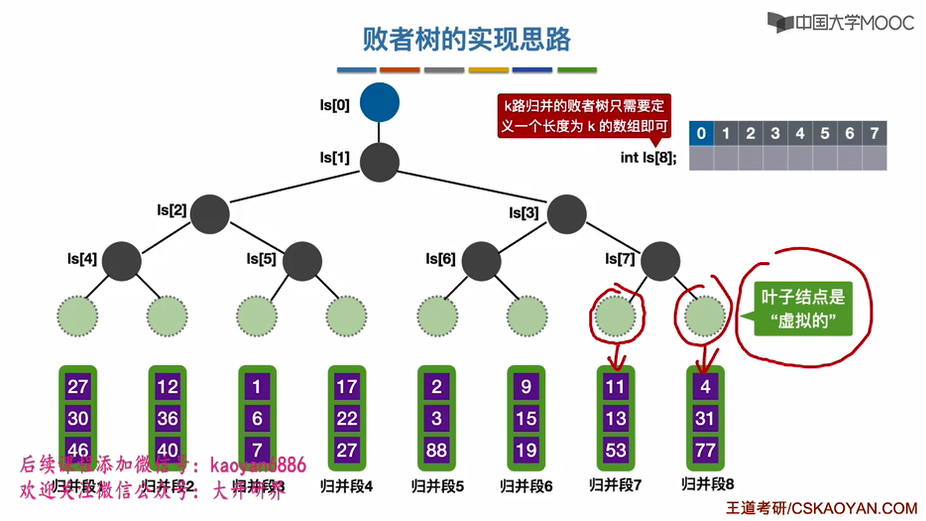 中国大学MOOC
败者树的实现思路
ls[0]
k路归并的败者树只需要定
义一个长度为 k 的数组即可
0 1 2 3 4 5 6 7
int ls[8];
ls[1]
ls[2]
ls[3]
ls[4]
ls[5]
ls[6]
ls[7]
叶子结点是
“虚拟的”
27 12 1 17 2 9 11 4
30 36 6 22 3 15 13 31
46 40 7 27 88 19 53 77
后续课程添加微信号：kaoyan6886
欢迎关注微信公众号：大师研界
归并段1 归并段2 归并段3 归并段4 归并段5 归并段6 归并段7 归并段8
王道考研/CSKAOYAN.COM